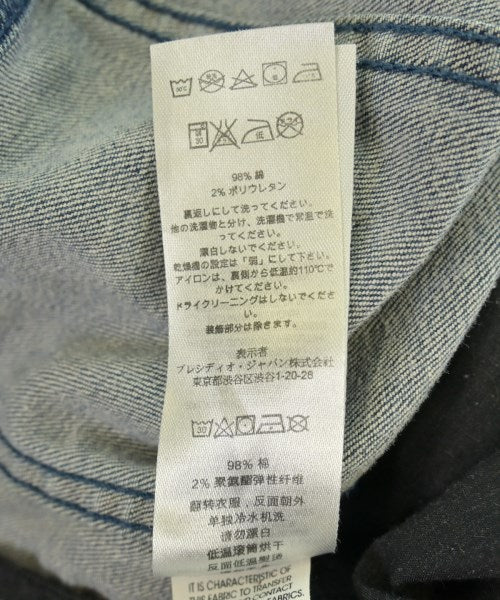 98% 綿
2% ポリウレタン
裏返しにして洗ってください。
他の洗濯物と分け、洗濯機で常温で洗
ってください。
漂白しないでください。
乾燥機の設定は「弱」にして下さい。
アイロンは、裏側から低温約110℃で
かけてください。
ドライクリーニングはしないでくださ
い。
装飾部分は除きます。
表示者
プレシディオ・ジャパン株式会社
東京都渋谷区渋谷1-20-28
98% 棉
2% 聚氨酯弹性纤维
翻转衣服，反面朝外
单独冷水机洗
请勿漂白
低温滚筒烘干
反面低温熨烫
IT IS CHARACTERISTIC OF
THIS FABRIC TO TRANSFER
FABRICS.